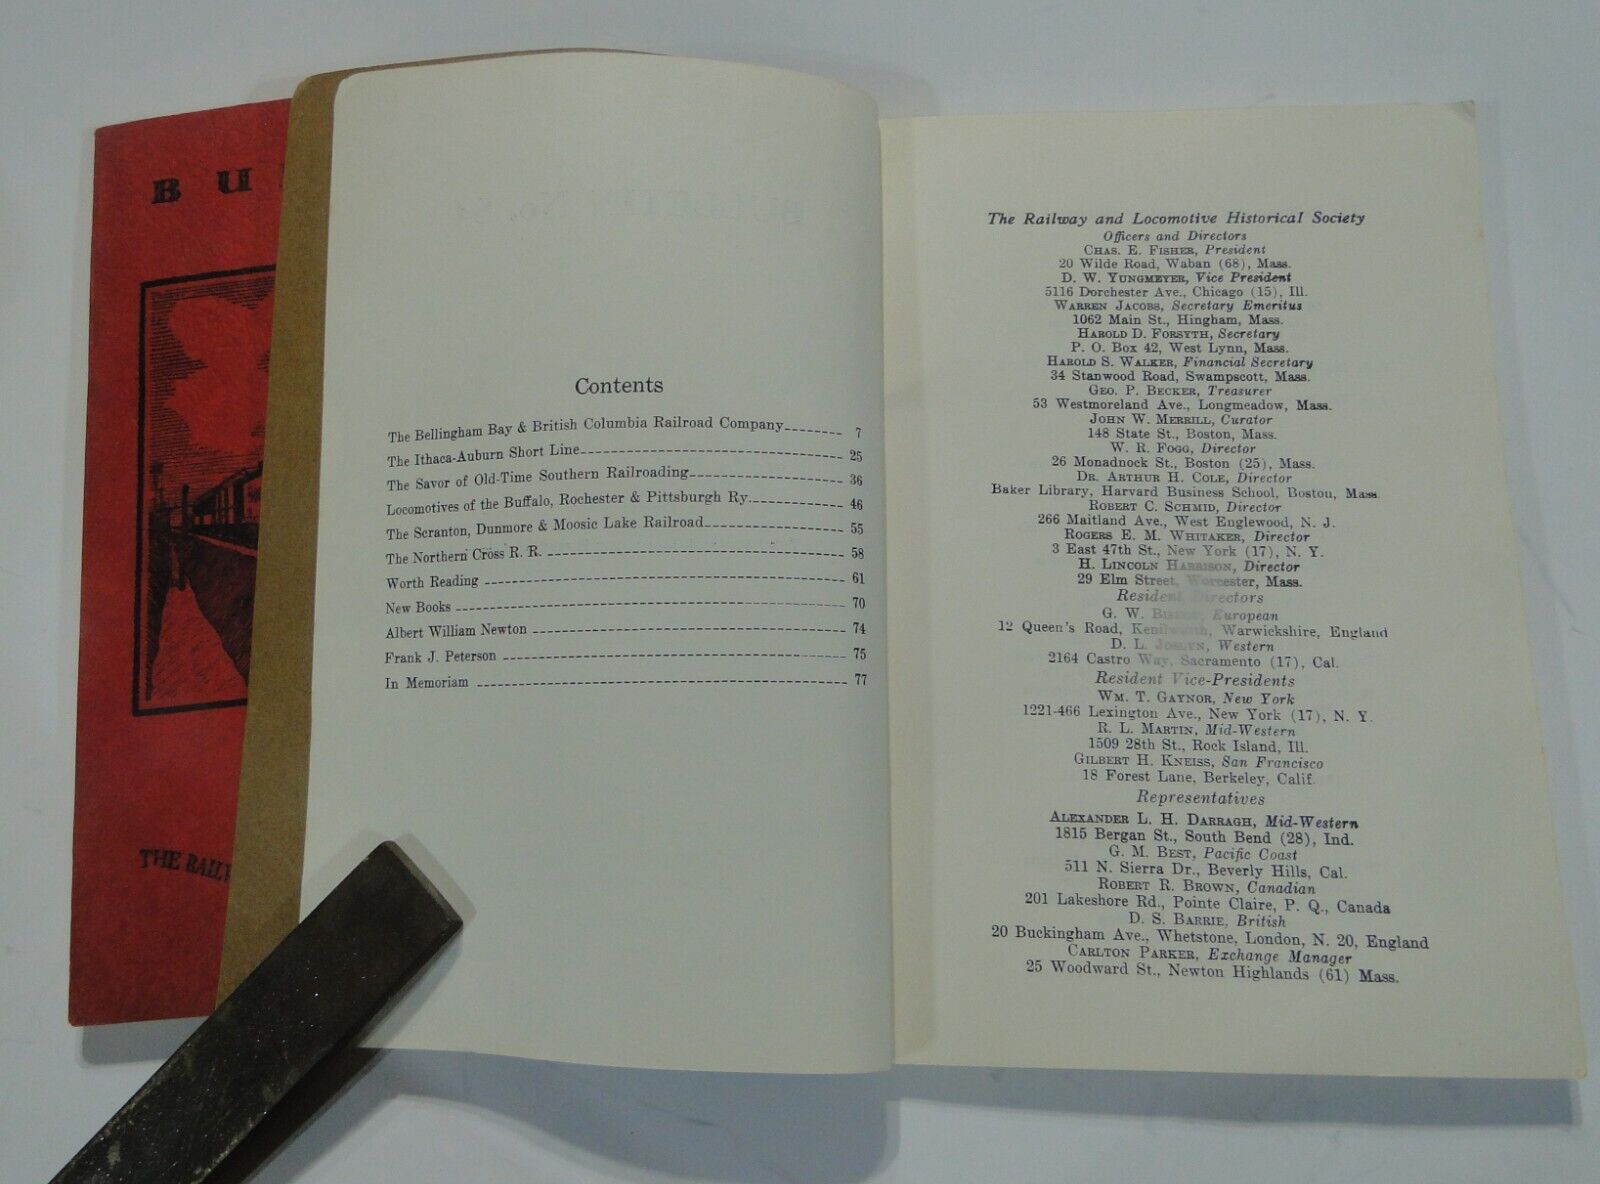 BU
THE RAIL
Contents
The Bellingham Bay & British Columbia Railroad Company -------- 7
The Ithaca-Auburn Short Line -------- 25
The Savor of Old-Time Southern Railroading -------- 36
Locomotives of the Buffalo, Rochester & Pittsburgh Ry. -------- 46
The Scranton, Dunmore & Moosic Lake Railroad -------- 55
The Northern Cross R. R. -------- 58
Worth Reading -------- 61
New Books -------- 70
Albert William Newton -------- 74
Frank J. Peterson -------- 75
In Memoriam -------- 77
The Railway and Locomotive Historical Society
Officers and Directors
CHAS. E. FISHER, President
20 Wilde Road, Waban (68), Mass.
D. W. YUNGMEYER, Vice President
5116 Dorchester Ave., Chicago (15), Ill.
WARREN JACOBS, Secretary Emeritus
1062 Main St., Hingham, Mass.
HAROLD D. FORSYTH, Secretary
P. O. Box 42, West Lynn, Mass.
HAROLD S. WALKER, Financial Secretary
34 Stanwood Road, Swampscott, Mass.
GEO. P. BECKER, Treasurer
53 Westmoreland Ave., Longmeadow, Mass.
JOHN W. MERRILL, Curator
148 State St., Boston, Mass.
W. R. FOGG, Director
26 Monadnock St., Boston (25), Mass.
DR. ARTHUR H. COLE, Director
Baker Library, Harvard Business School, Boston, Mass.
ROBERT C. SCHMID, Director
266 Maitland Ave., West Englewood, N. J.
ROGERS E. M. WHITAKER, Director
3 East 47th St., New York (17), N. Y.
H. LINCOLN HARRISON, Director
29 Elm Street, Worcester, Mass.
Resident Directors
G. W. BISHOP, European
12 Queen's Road, Kenilworth, Warwickshire, England
D. L. JOSLYN, Western
2164 Castro Way, Sacramento (17), Cal.
Resident Vice-Presidents
WM. T. GAYNOR, New York
1221-466 Lexington Ave., New York (17), N. Y.
R. L. MARTIN, Mid-Western
1509 28th St., Rock Island, Ill.
GILBERT H. KNEISS, San Francisco
18 Forest Lane, Berkeley, Calif.
Representatives
ALEXANDER L. H. DARRAGH, Mid-Western
1815 Bergan St., South Bend (28), Ind.
G. M. BEST, Pacific Coast
511 N. Sierra Dr., Beverly Hills, Cal.
ROBERT R. BROWN, Canadian
201 Lakeshore Rd., Pointe Claire, P. Q., Canada
D. S. BARRIE, British
20 Buckingham Ave., Whetstone, London, N. 20, England
CARLTON PARKER, Exchange Manager
25 Woodward St., Newton Highlands (61) Mass.